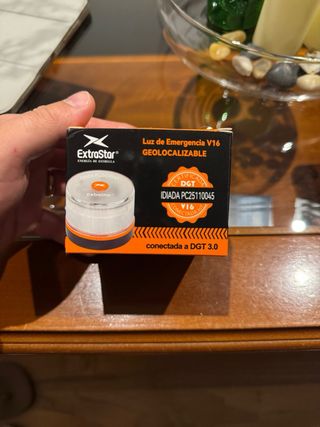 ExtraStar®
ENERGÍA DE ESTRELLA
Luz de Emergencia V16
GEOLOCALIZABLE
DGT
IDIADA PC25110045
V16
conectada a DGT 3.0